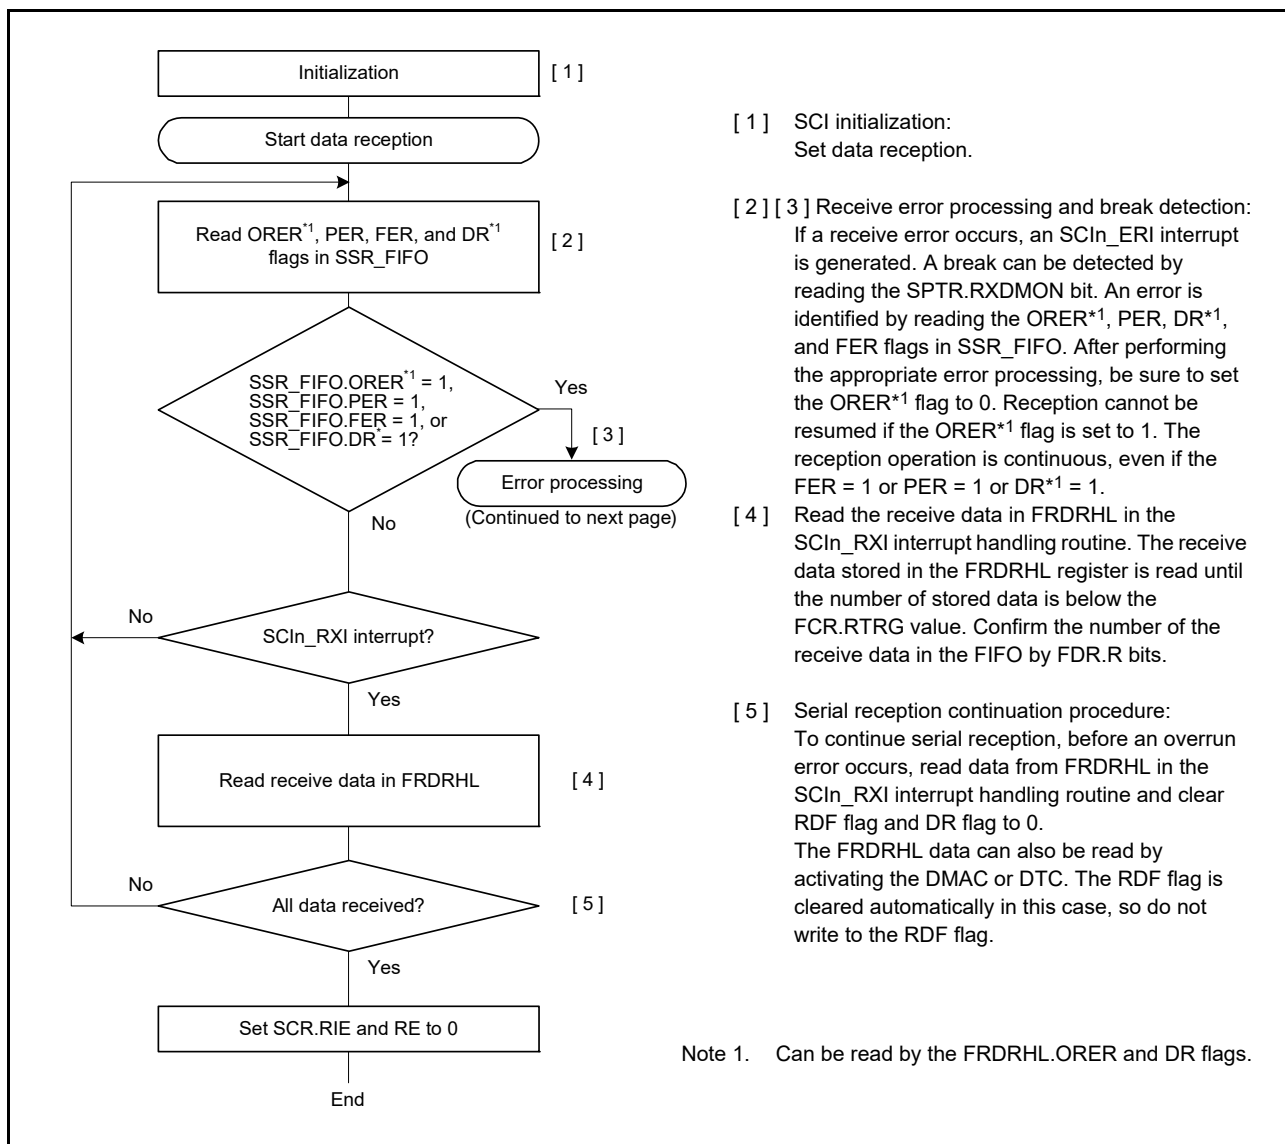 Initialization
[ 1 ]
Start data reception
Read ORER*1, PER, FER, and DR*1
flags in SSR_FIFO
[ 2 ]
SSR_FIFO.ORER*1 = 1,
SSR_FIFO.PER = 1,
SSR_FIFO.FER = 1, or
SSR_FIFO.DR*= 1?
Yes
[ 3 ]
Error processing
(Continued to next page)
No
SCIn_RXI interrupt?
No
Yes
Read receive data in FRDRHL
[ 4 ]
All data received?
[ 5 ]
No
Yes
Set SCR.RIE and RE to 0
End
[ 1 ] SCI initialization:
Set data reception.
[ 2 ] [ 3 ] Receive error processing and break detection:
If a receive error occurs, an SCIn_ERI interrupt
is generated. A break can be detected by
reading the SPTR.RXDMON bit. An error is
identified by reading the ORER*1, PER, DR*1,
and FER flags in SSR_FIFO. After performing
the appropriate error processing, be sure to set
the ORER*1 flag to 0. Reception cannot be
resumed if the ORER*1 flag is set to 1. The
reception operation is continuous, even if the
FER = 1 or PER = 1 or DR*1 = 1.
[ 4 ] Read the receive data in FRDRHL in the
SCIn_RXI interrupt handling routine. The receive
data stored in the FRDRHL register is read until
the number of stored data is below the
FCR.RTRG value. Confirm the number of the
receive data in the FIFO by FDR.R bits.
[ 5 ] Serial reception continuation procedure:
To continue serial reception, before an overrun
error occurs, read data from FRDRHL in the
SCIn_RXI interrupt handling routine and clear
RDF flag and DR flag to 0.
The FRDRHL data can also be read by
activating the DMAC or DTC. The RDF flag is
cleared automatically in this case, so do not
write to the RDF flag.
Note 1. Can be read by the FRDRHL.ORER and DR flags.